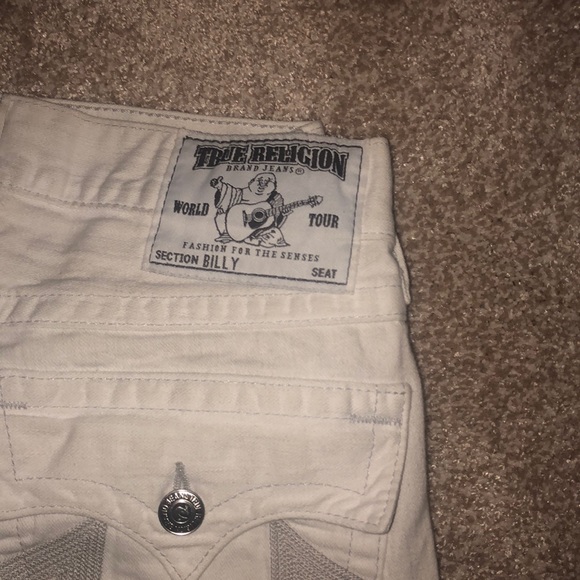 TRUE RELIGION
BRAND JEANS®
WORLD TOUR
FASHION FOR THE SENSES
SECTION BILLY SEAT